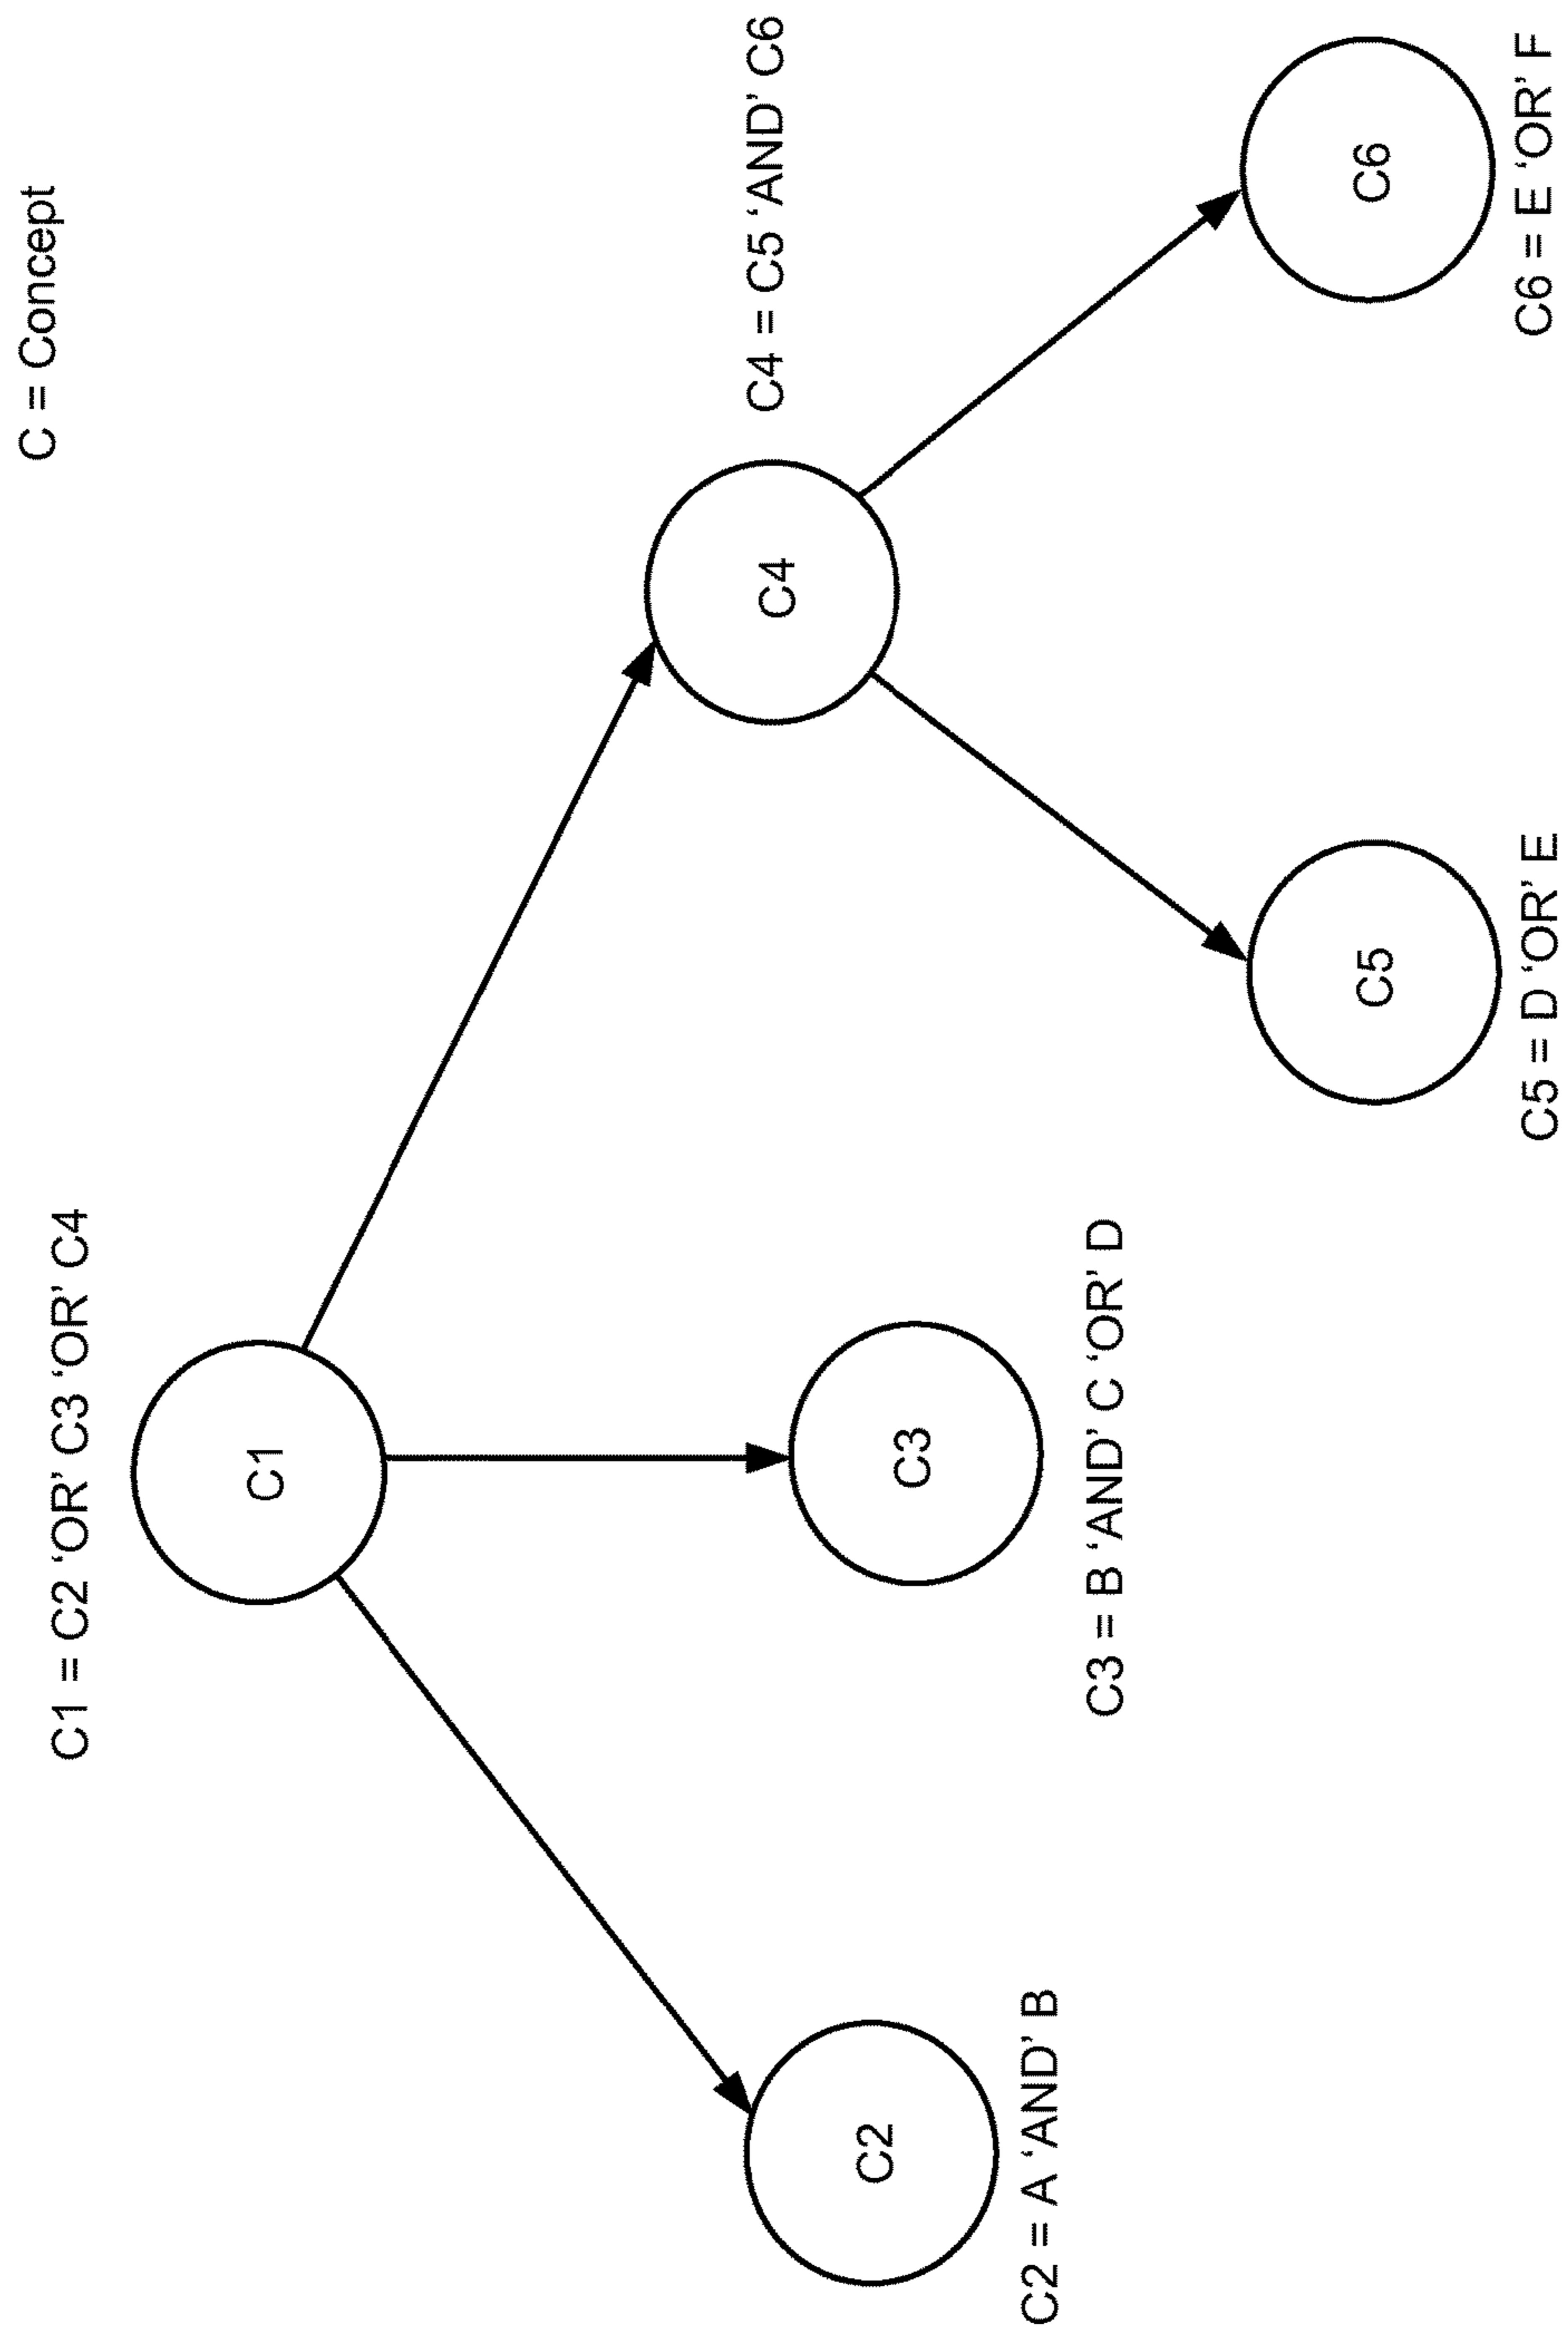 C = Concept
C1 = C2 ‘OR’ C3 ‘OR’ C4
C1
C4 = C5 ‘AND’ C6
C4
C2
C2 = A ‘AND’ B
C3
C3 = B ‘AND’ C ‘OR’ D
C5
C5 = D ‘OR’ E
C6
C6 = E ‘OR’ F